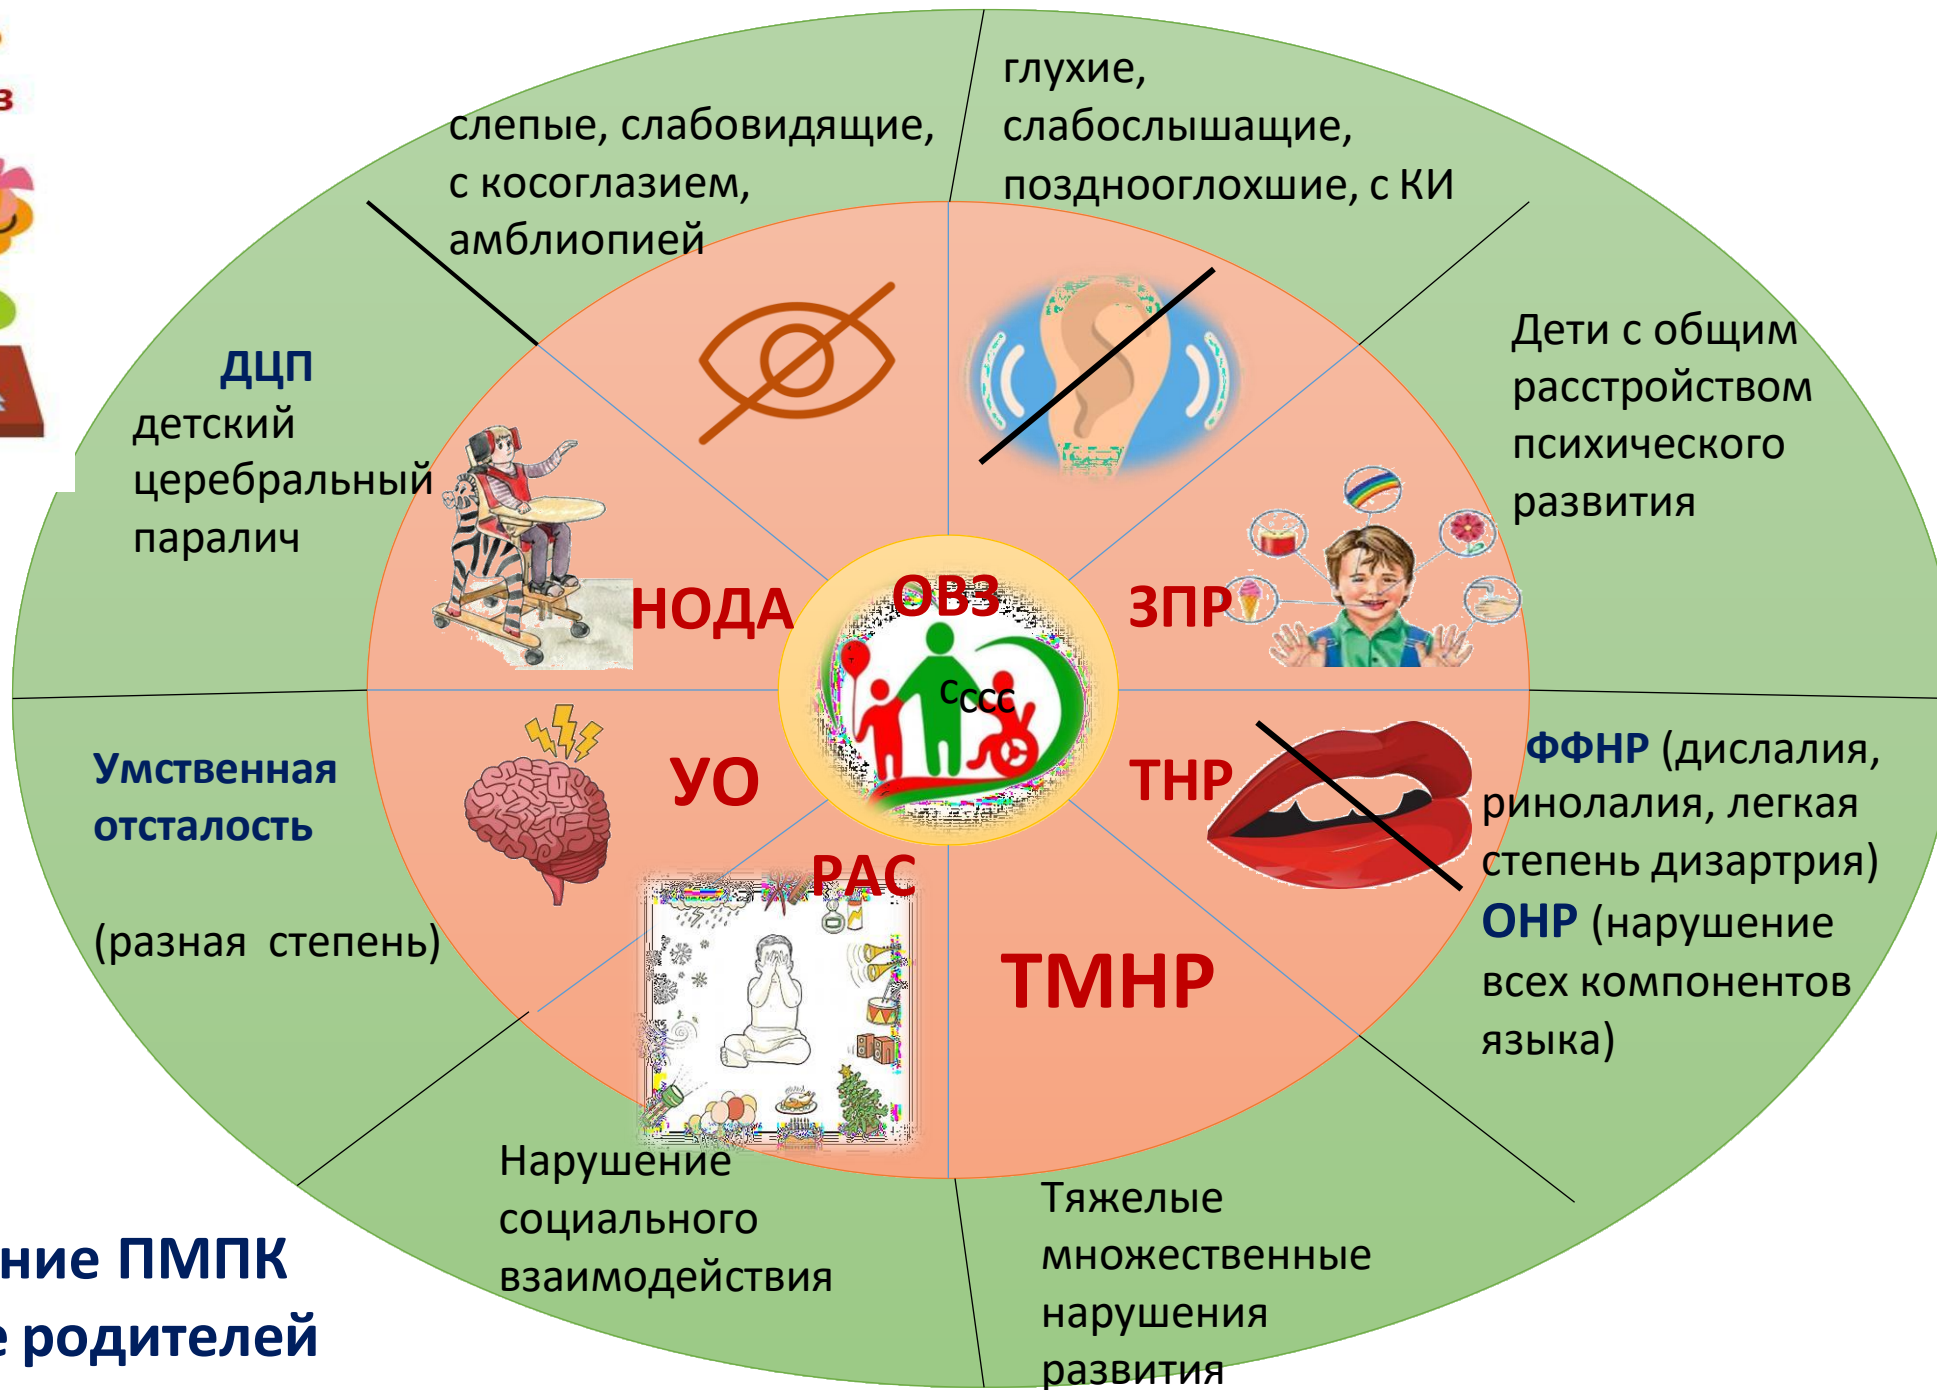 глухие,
слабослышащие,
позднооглохшие, с КИ
слепые, слабовидящие,
с косоглазием,
амблиопией
Дети с общим
расстройством
психического
развития
ДЦП
детский
церебральный
паралич
НОДА
ОВЗ
ЗПР
сссс
Умственная
отсталость
(разная степень)
УО
ТНР
ФФНР (дислалия,
ринолалия, легкая
степень дизартрия)
ОНР (нарушение
всех компонентов
языка)
РАС
ТМНР
Нарушение
социального
взаимодействия
Тяжелые
множественные
нарушения
развития
ние ПМПК
е родителей